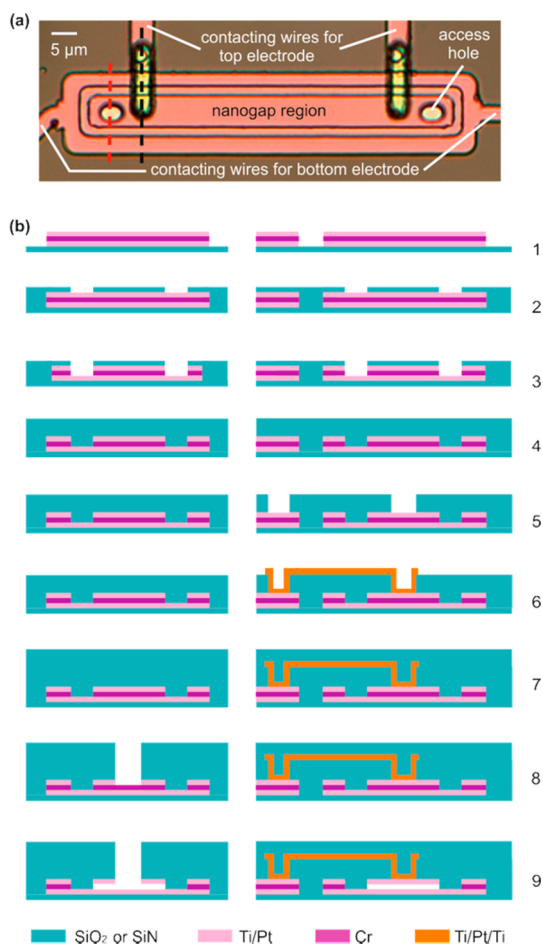 (a)
5 µm
contacting wires for
top electrode
access
hole
nanogap region
contacting wires for bottom electrode
(b)
1
2
3
4
5
6
7
8
9
SiO₂ or SiN
Ti/Pt
Cr
Ti/Pt/Ti